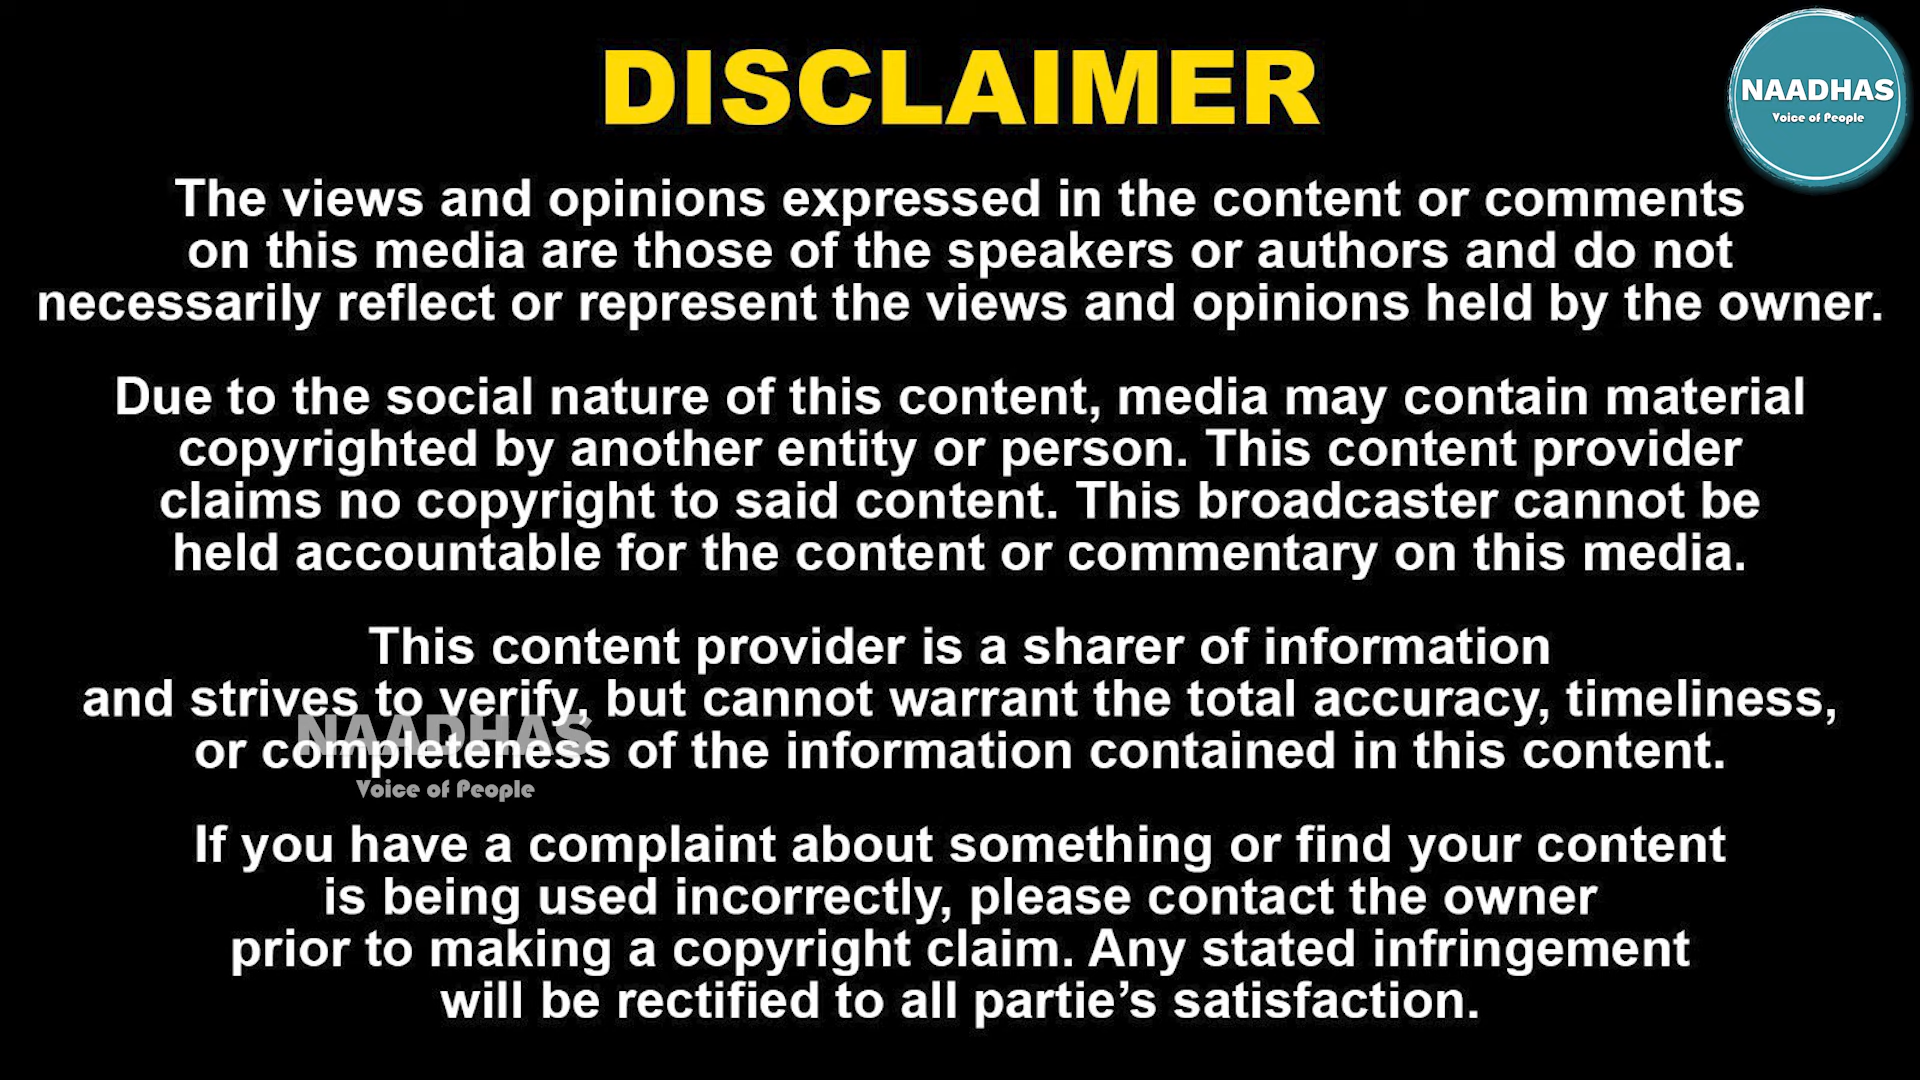 DISCLAIMER
NAADHAS
Voice of People
The views and opinions expressed in the content or comments
on this media are those of the speakers or authors and do not
necessarily reflect or represent the views and opinions held by the owner.
Due to the social nature of this content, media may contain material
copyrighted by another entity or person. This content provider
claims no copyright to said content. This broadcaster cannot be
held accountable for the content or commentary on this media.
This content provider is a sharer of information
and strives to verify, but cannot warrant the total accuracy, timeliness,
or completeness of the information contained in this content.
NAADHAS
Voice of People
If you have a complaint about something or find your content
is being used incorrectly, please contact the owner
prior to making a copyright claim. Any stated infringement
will be rectified to all partie’s satisfaction.